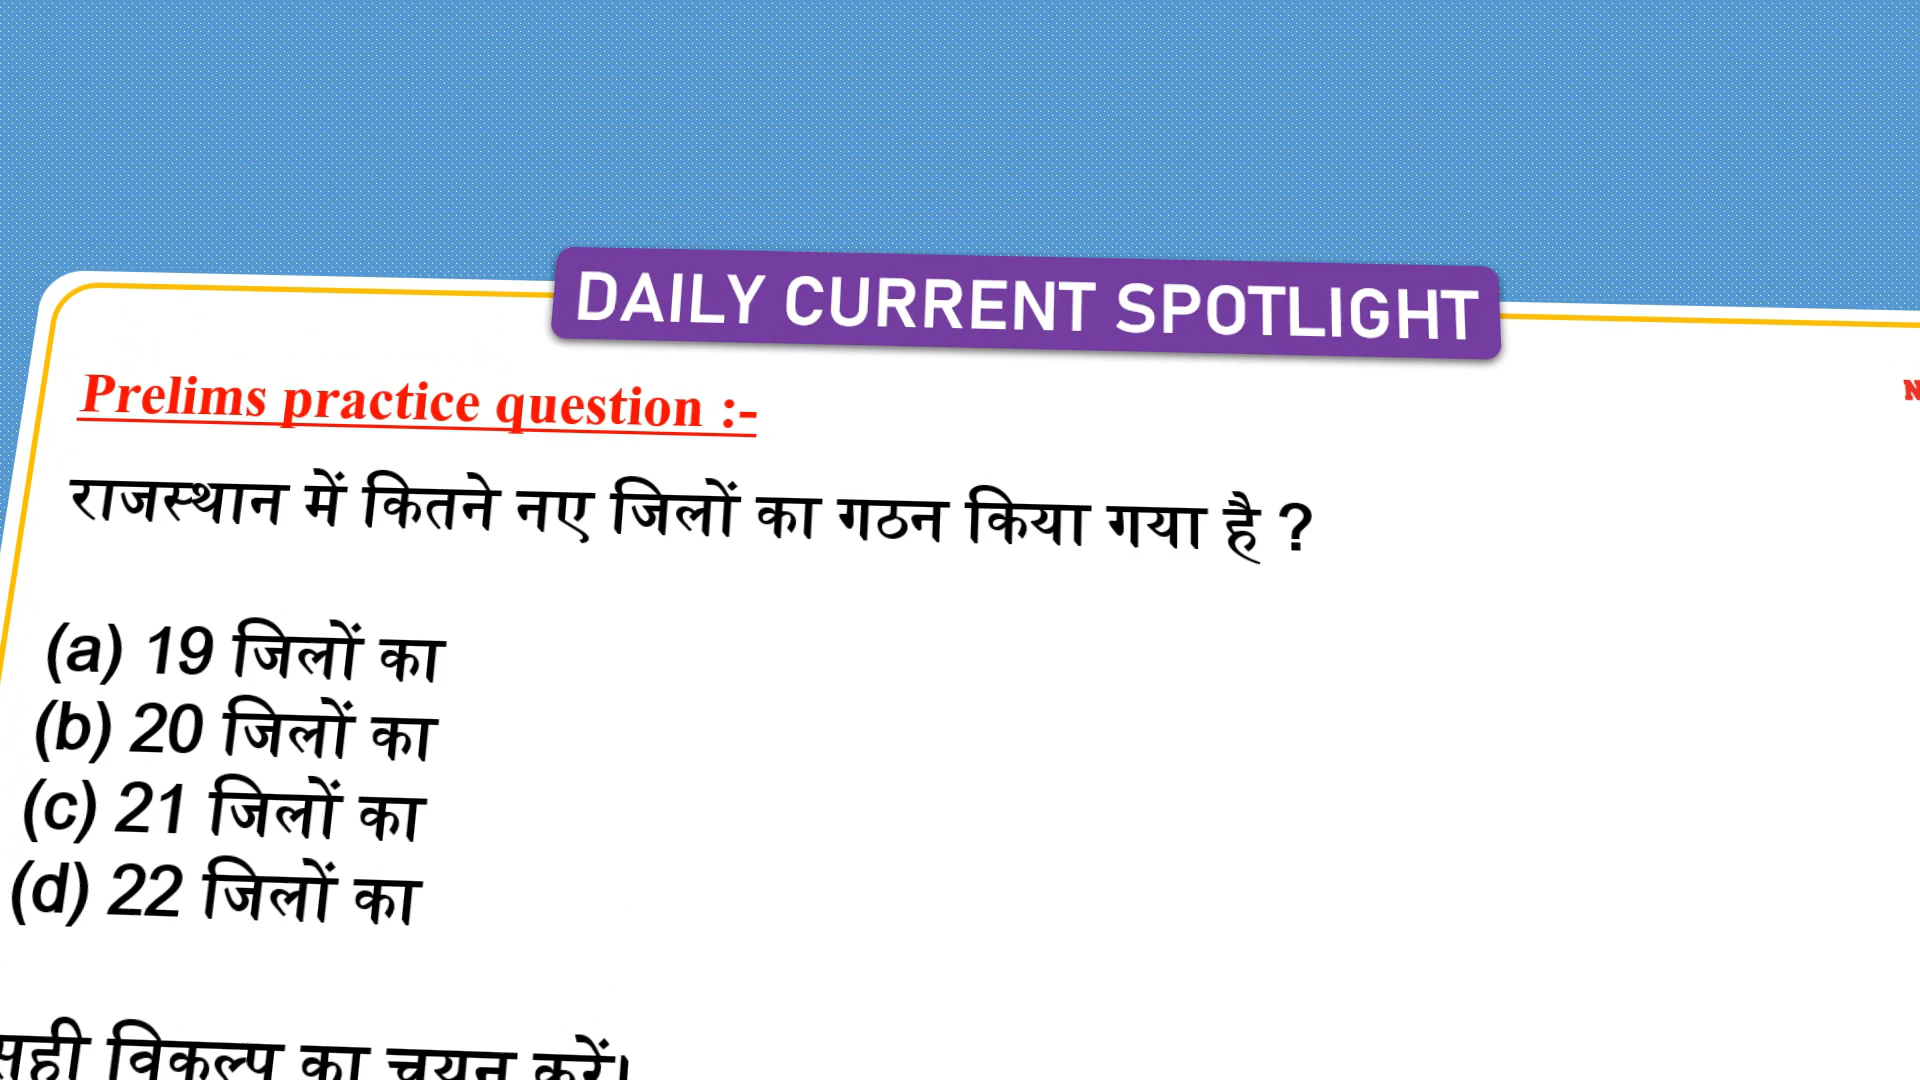 DAILY CURRENT SPOTLIGHT
Prelims practice question :-
राजस्थान में कितने नए जिलों का गठन किया गया है ?
(a) 19 जिलों का
(b) 20 जिलों का
(c) 21 जिलों का
(d) 22 जिलों का
सही विकल्प का चयन करें।